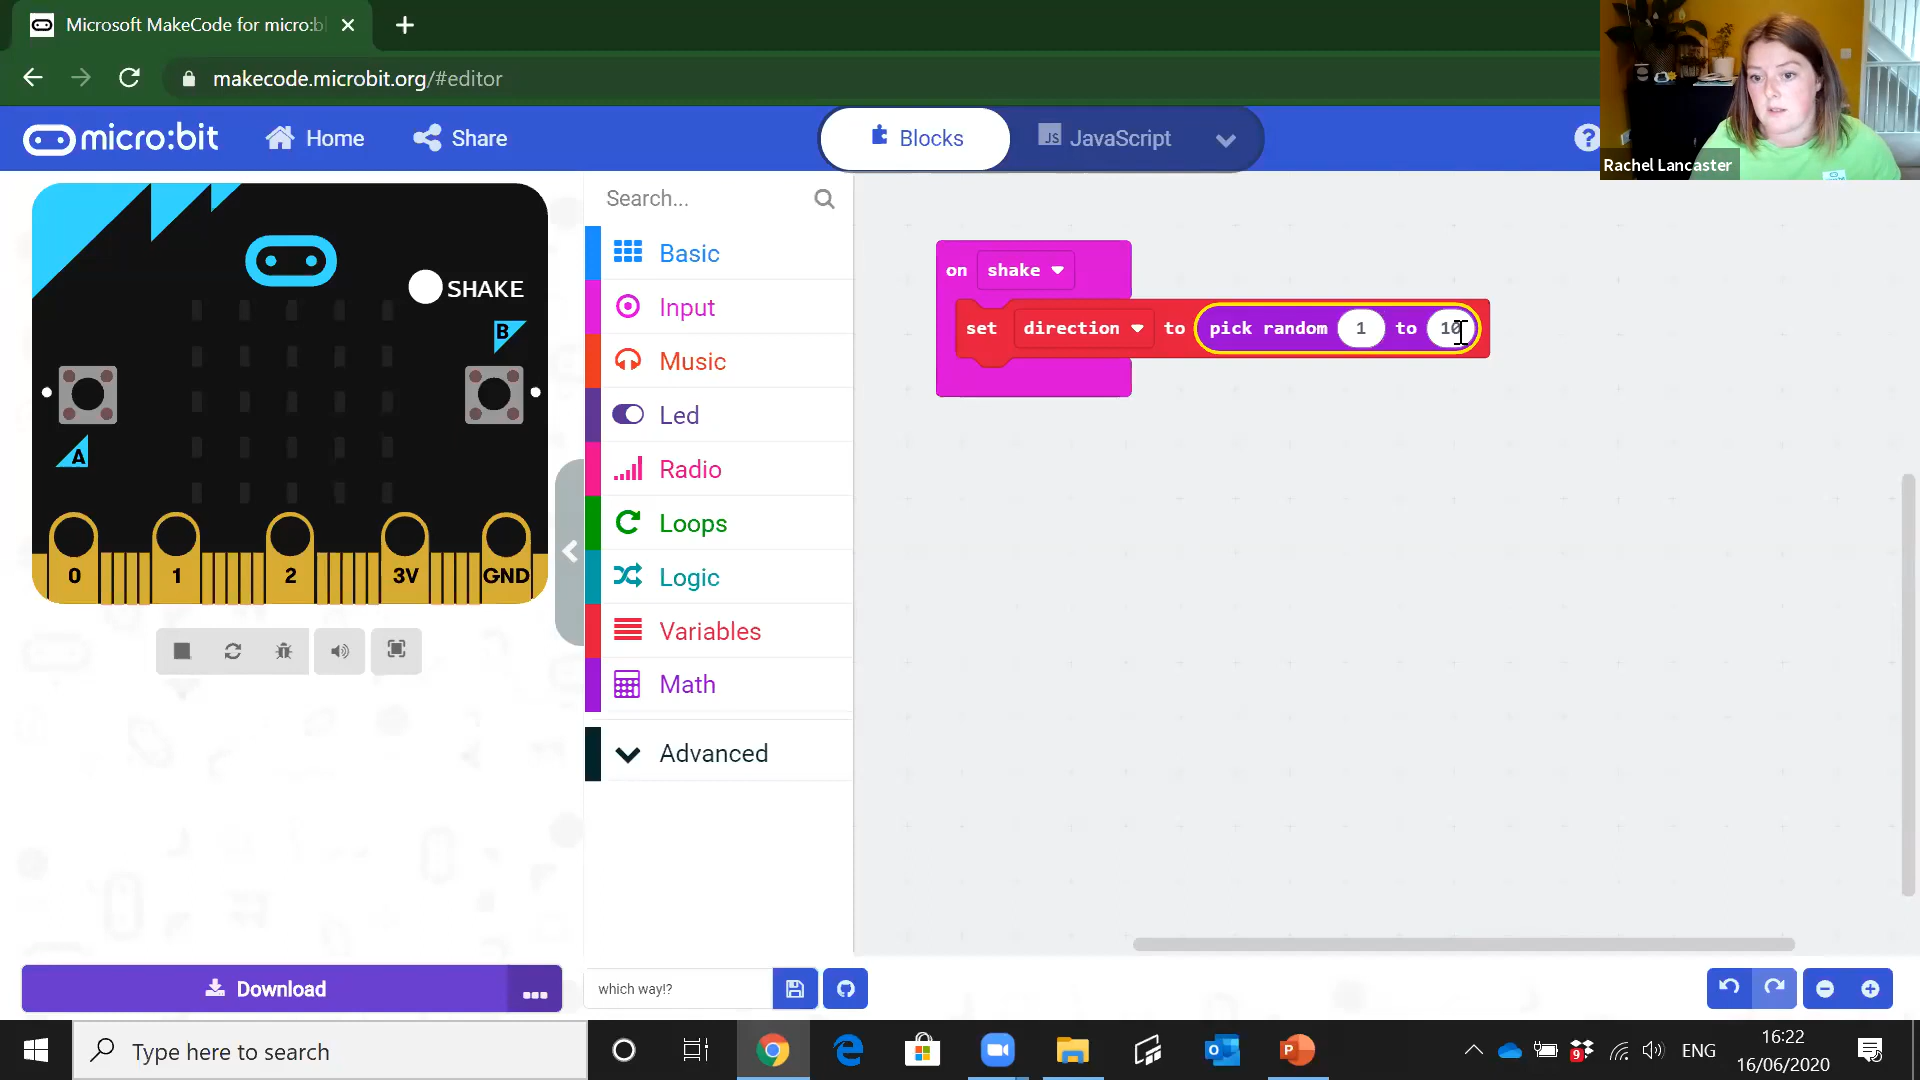 Microsoft MakeCode for micro:b
makecode.microbit.org/#editor
micro:bit
Home
Share
Blocks
JS
JavaScript
?
Rachel Lancaster
SHAKE
B
A
0
1
2
3V
GND
Search...
Basic
Input
Music
Led
Radio
Loops
Logic
Variables
Math
Advanced
on shake
set direction to pick random 1 to 10
Download
...
which way!?
Type here to search
9
ENG
16:22
16/06/2020